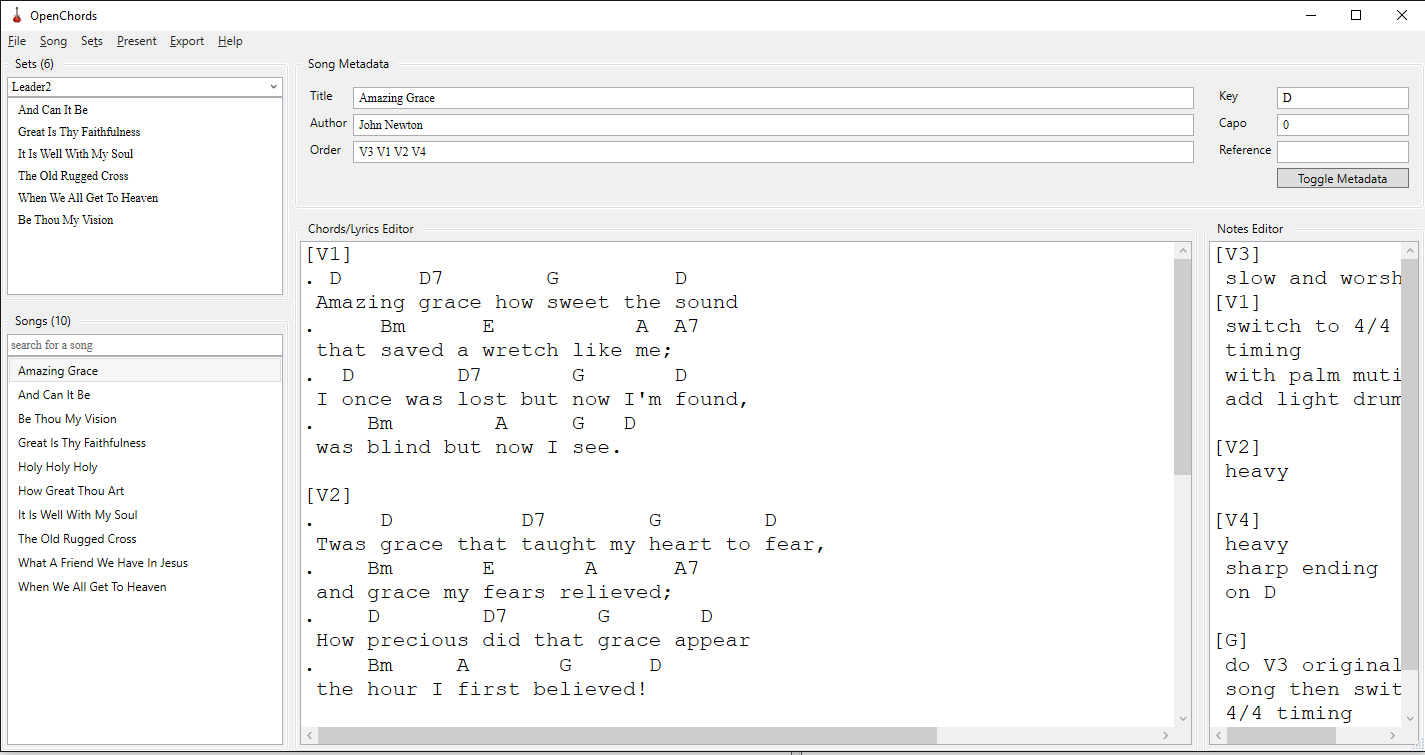 OpenChords
File Song Sets Present Export Help
Sets (6)
Leader2
And Can It Be
Great Is Thy Faithfulness
It Is Well With My Soul
The Old Rugged Cross
When We All Get To Heaven
Be Thou My Vision
Songs (10)
search for a song
Amazing Grace
And Can It Be
Be Thou My Vision
Great Is Thy Faithfulness
Holy Holy Holy
How Great Thou Art
It Is Well With My Soul
The Old Rugged Cross
What A Friend We Have In Jesus
When We All Get To Heaven
Song Metadata
Title Amazing Grace
Author John Newton
Order V3 V1 V2 V4
Key D
Capo 0
Reference
Toggle Metadata
Chords/Lyrics Editor
[V1]
. D      D7        G         D
 Amazing grace how sweet the sound
.     Bm      E           A  A7
 that saved a wretch like me;
.  D        D7       G       D
 I once was lost but now I'm found,
.    Bm        A     G   D
 was blind but now I see.
[V2]
.     D          D7        G        D
 Twas grace that taught my heart to fear,
.    Bm       E       A      A7
 and grace my fears relieved;
.    D        D7       G       D
 How precious did that grace appear
.    Bm     A       G      D
 the hour I first believed!
Notes Editor
[V3]
 slow and worsh
[V1]
 switch to 4/4
 timing
 with palm muti
 add light drum
[V2]
 heavy
[V4]
 heavy
 sharp ending
 on D
[G]
 do V3 original
 song then swit
 4/4 timing